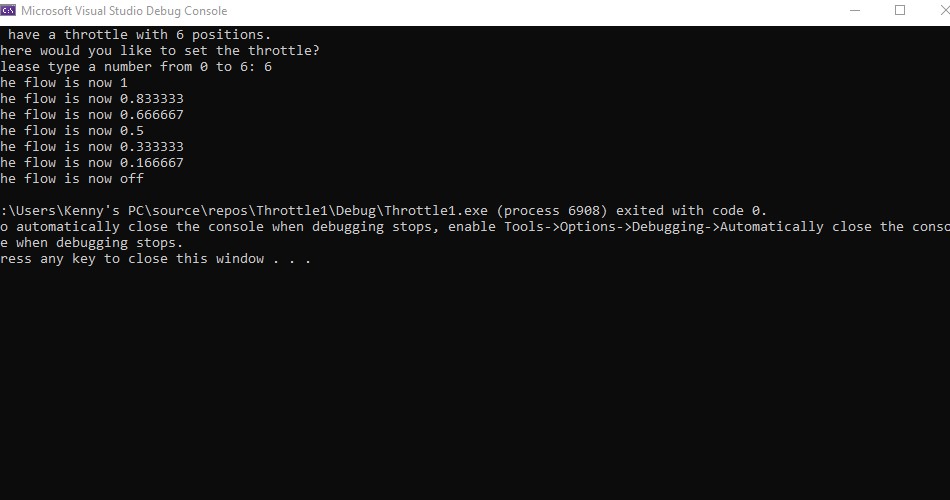 Microsoft Visual Studio Debug Console
have a throttle with 6 positions.
here would you like to set the throttle?
lease type a number from 0 to 6: 6
he flow is now 1
he flow is now 0.833333
he flow is now 0.666667
he flow is now 0.5
he flow is now 0.333333
he flow is now 0.166667
he flow is now off
:\Users\Kenny's PC\source\repos\Throttle1\Debug\Throttle1.exe (process 6908) exited with code 0.
o automatically close the console when debugging stops, enable Tools->Options->Debugging->Automatically close the conso
e when debugging stops.
ress any key to close this window . . .